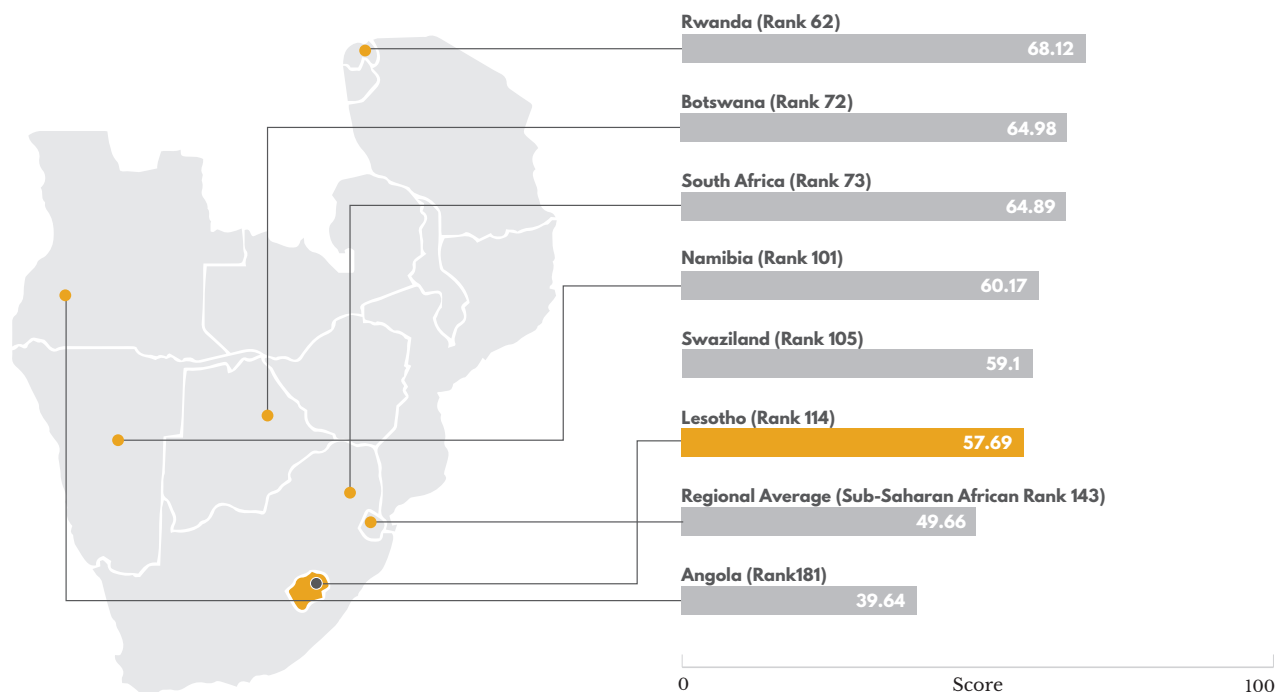 Rwanda (Rank 62)
68.12
Botswana (Rank 72)
64.98
South Africa (Rank 73)
64.89
Namibia (Rank 101)
60.17
Swaziland (Rank 105)
59.1
Lesotho (Rank 114)
57.69
Regional Average (Sub-Saharan African Rank 143)
49.66
Angola (Rank181)
39.64
0 Score 100